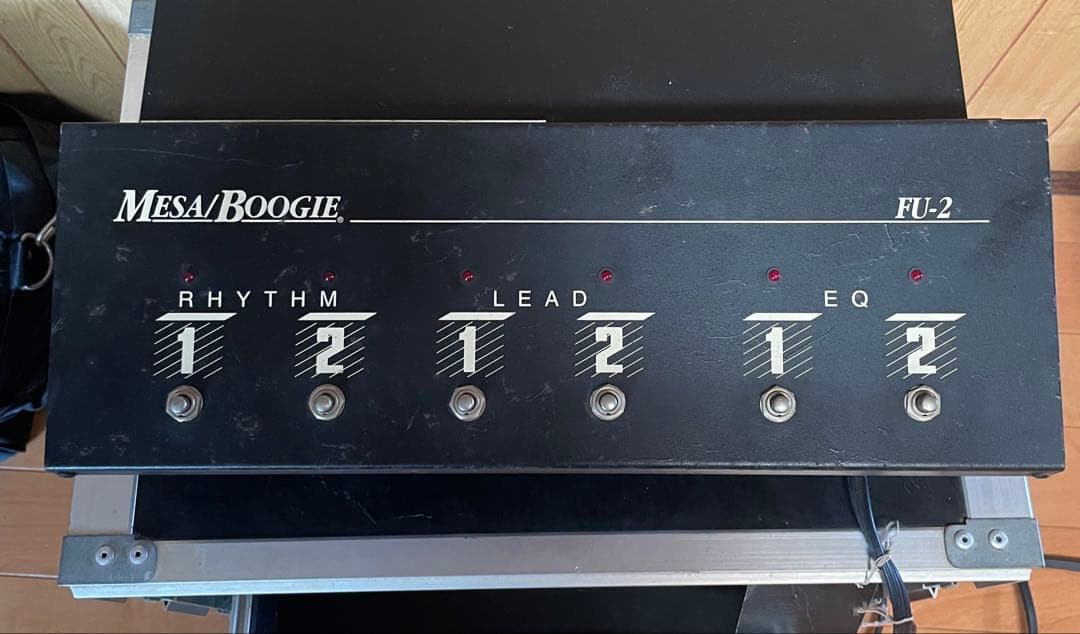 MESA/BOOGIE® FU-2
RHYTHM LEAD EQ
1 2 1 2 1 2